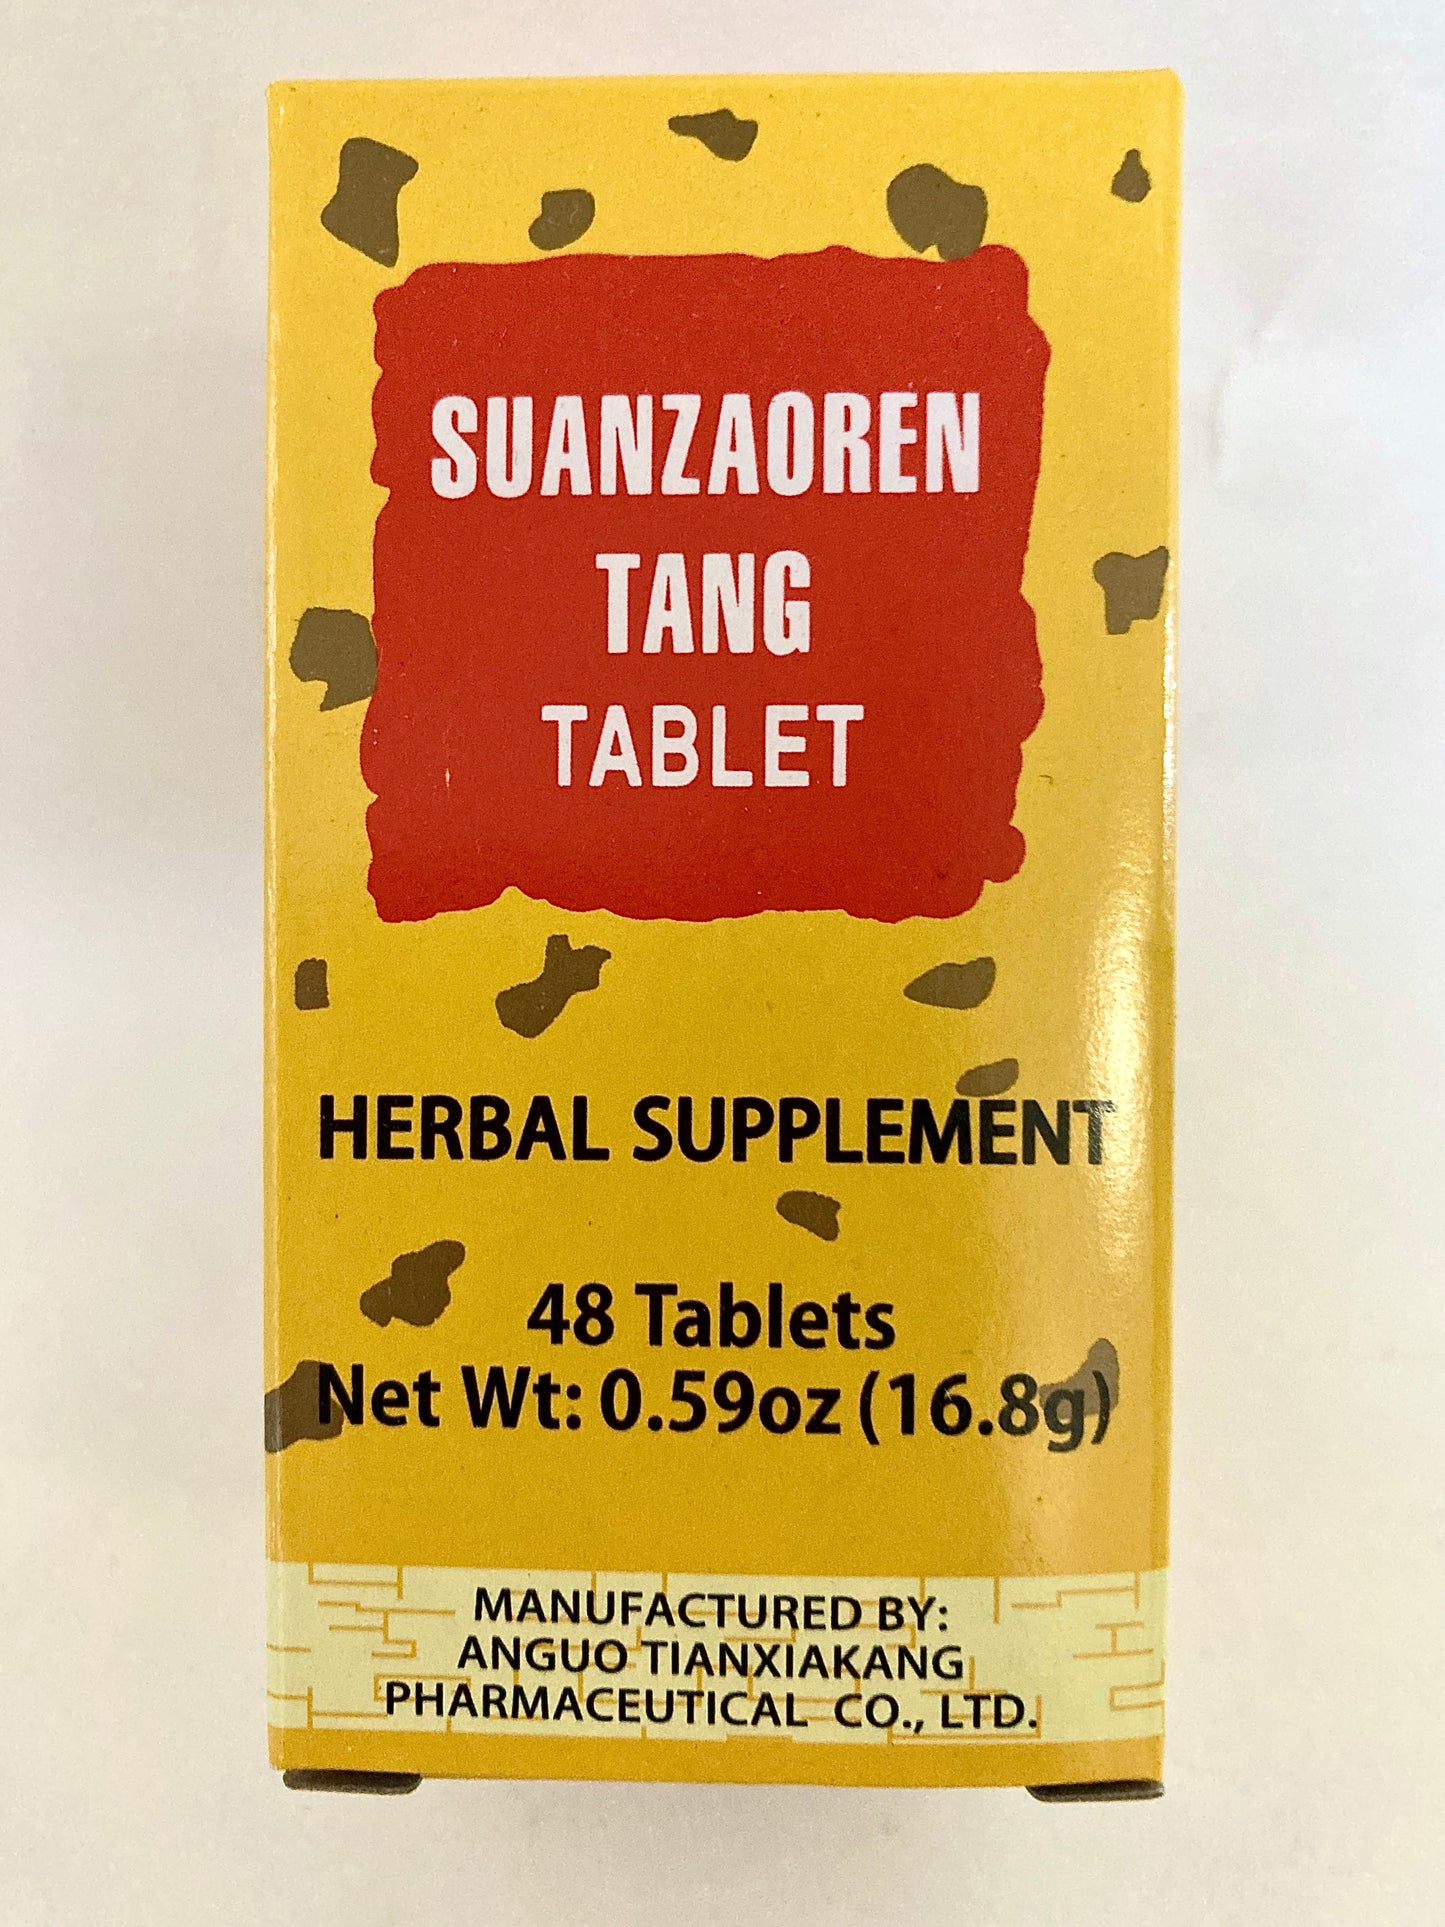 SUANZAOREN
TANG
TABLET
HERBAL SUPPLEMENT
48 Tablets
Net Wt: 0.59oz (16.8g)
MANUFACTURED BY:
ANGUO TIANXIAKANG
PHARMACEUTICAL CO., LTD.